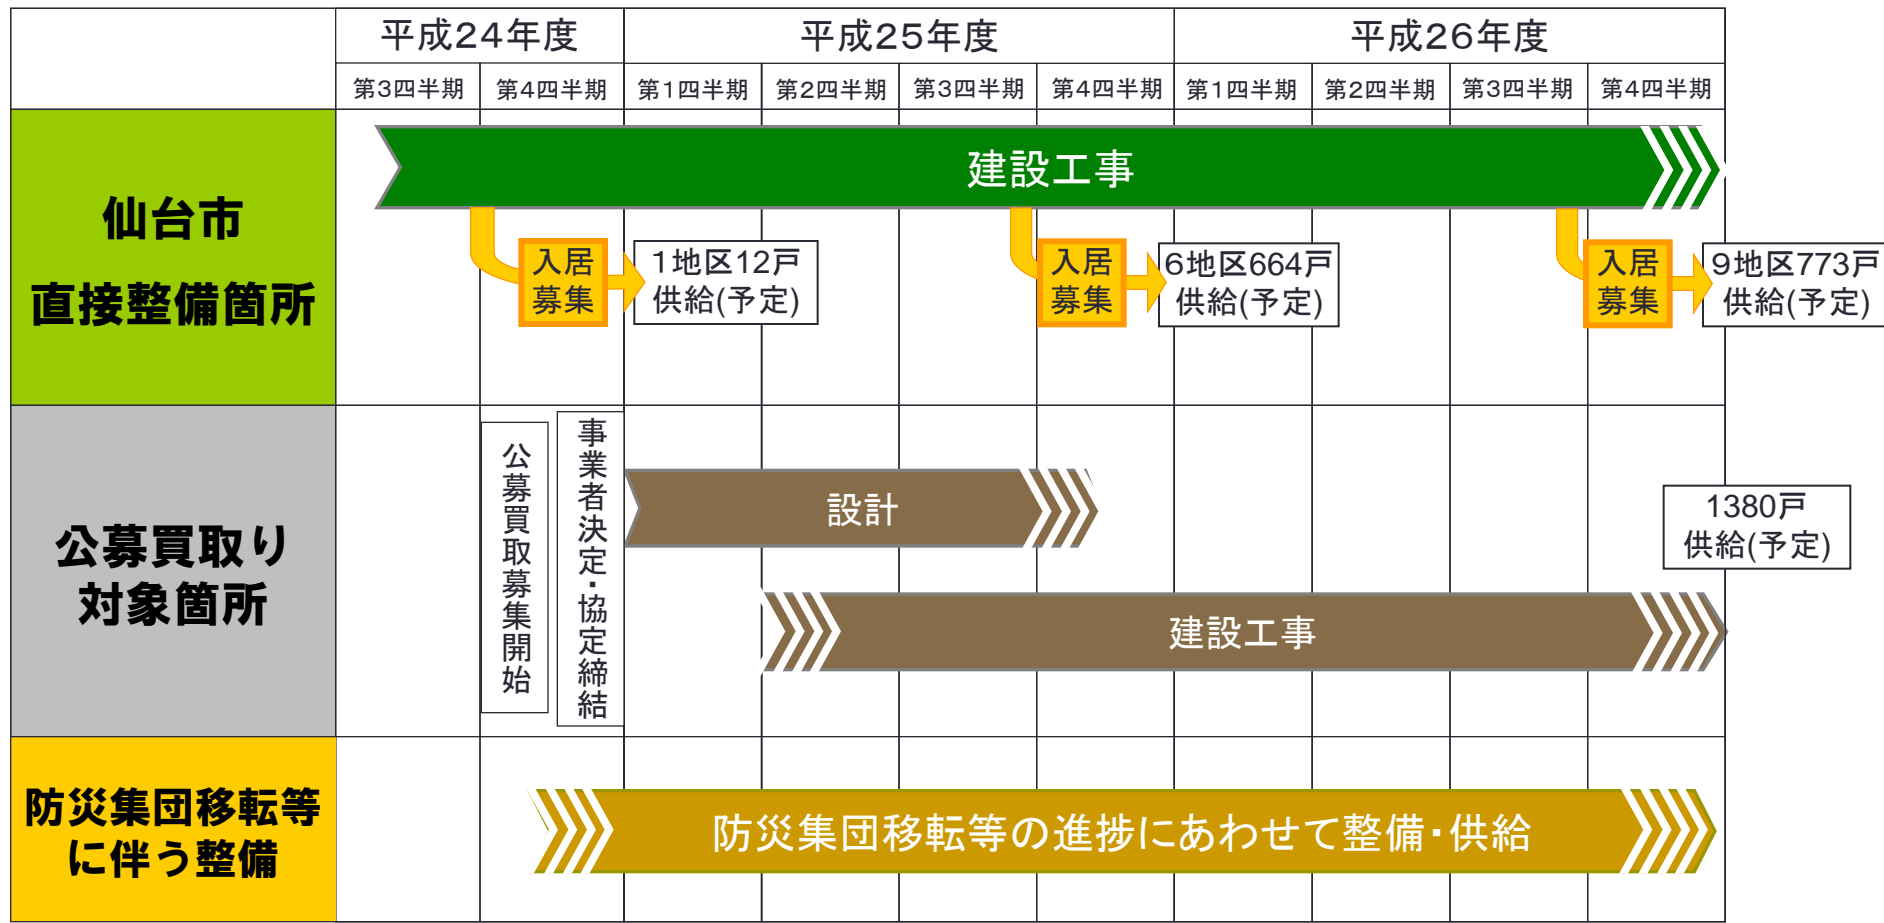 平成24年度
平成25年度
平成26年度
第3四半期
第4四半期
第1四半期
第2四半期
第3四半期
第4四半期
第1四半期
第2四半期
第3四半期
第4四半期
仙台市
直接整備箇所
建設工事
入居
募集
1地区12戸
供給(予定)
入居
募集
6地区664戸
供給(予定)
入居
募集
9地区773戸
供給(予定)
公募買取り
対象箇所
公募買取募集開始
事業者決定・協定締結
設計
建設工事
1380戸
供給(予定)
防災集団移転等
に伴う整備
防災集団移転等の進捗にあわせて整備・供給